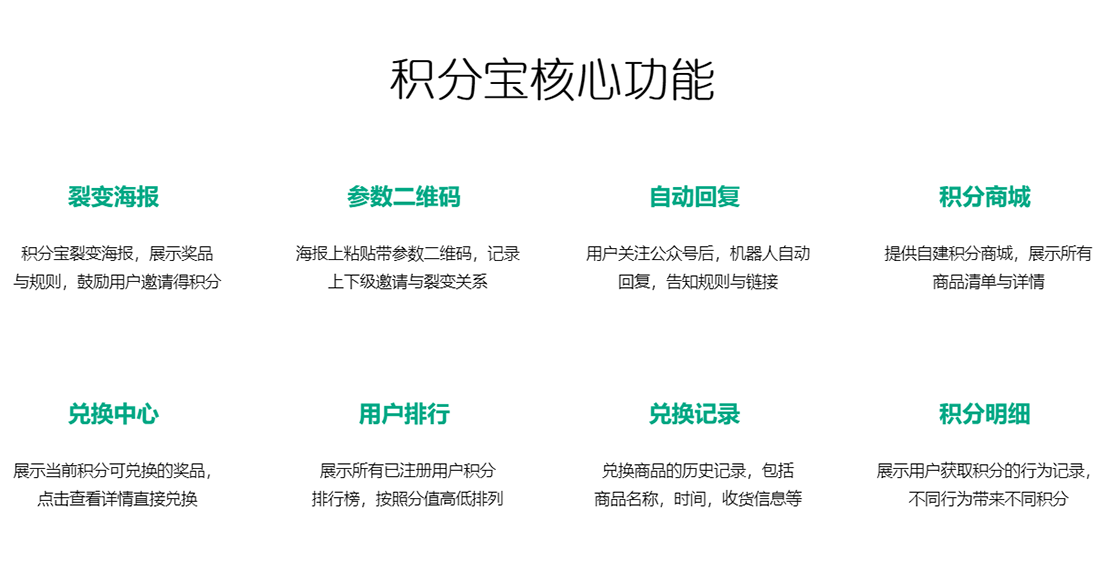 积分宝核心功能
裂变海报
积分宝裂变海报，展示奖品
与规则，鼓励用户邀请得积分
参数二维码
海报上粘贴带参数二维码，记录
上下级邀请与裂变关系
自动回复
用户关注公众号后，机器人自动
回复，告知规则与链接
积分商城
提供自建积分商城，展示所有
商品清单与详情
兑换中心
展示当前积分可兑换的奖品，
点击查看详情直接兑换
用户排行
展示所有已注册用户积分
排行榜，按照分值高低排列
兑换记录
兑换商品的历史记录，包括
商品名称，时间，收货信息等
积分明细
展示用户获取积分的行为记录，
不同行为带来不同积分